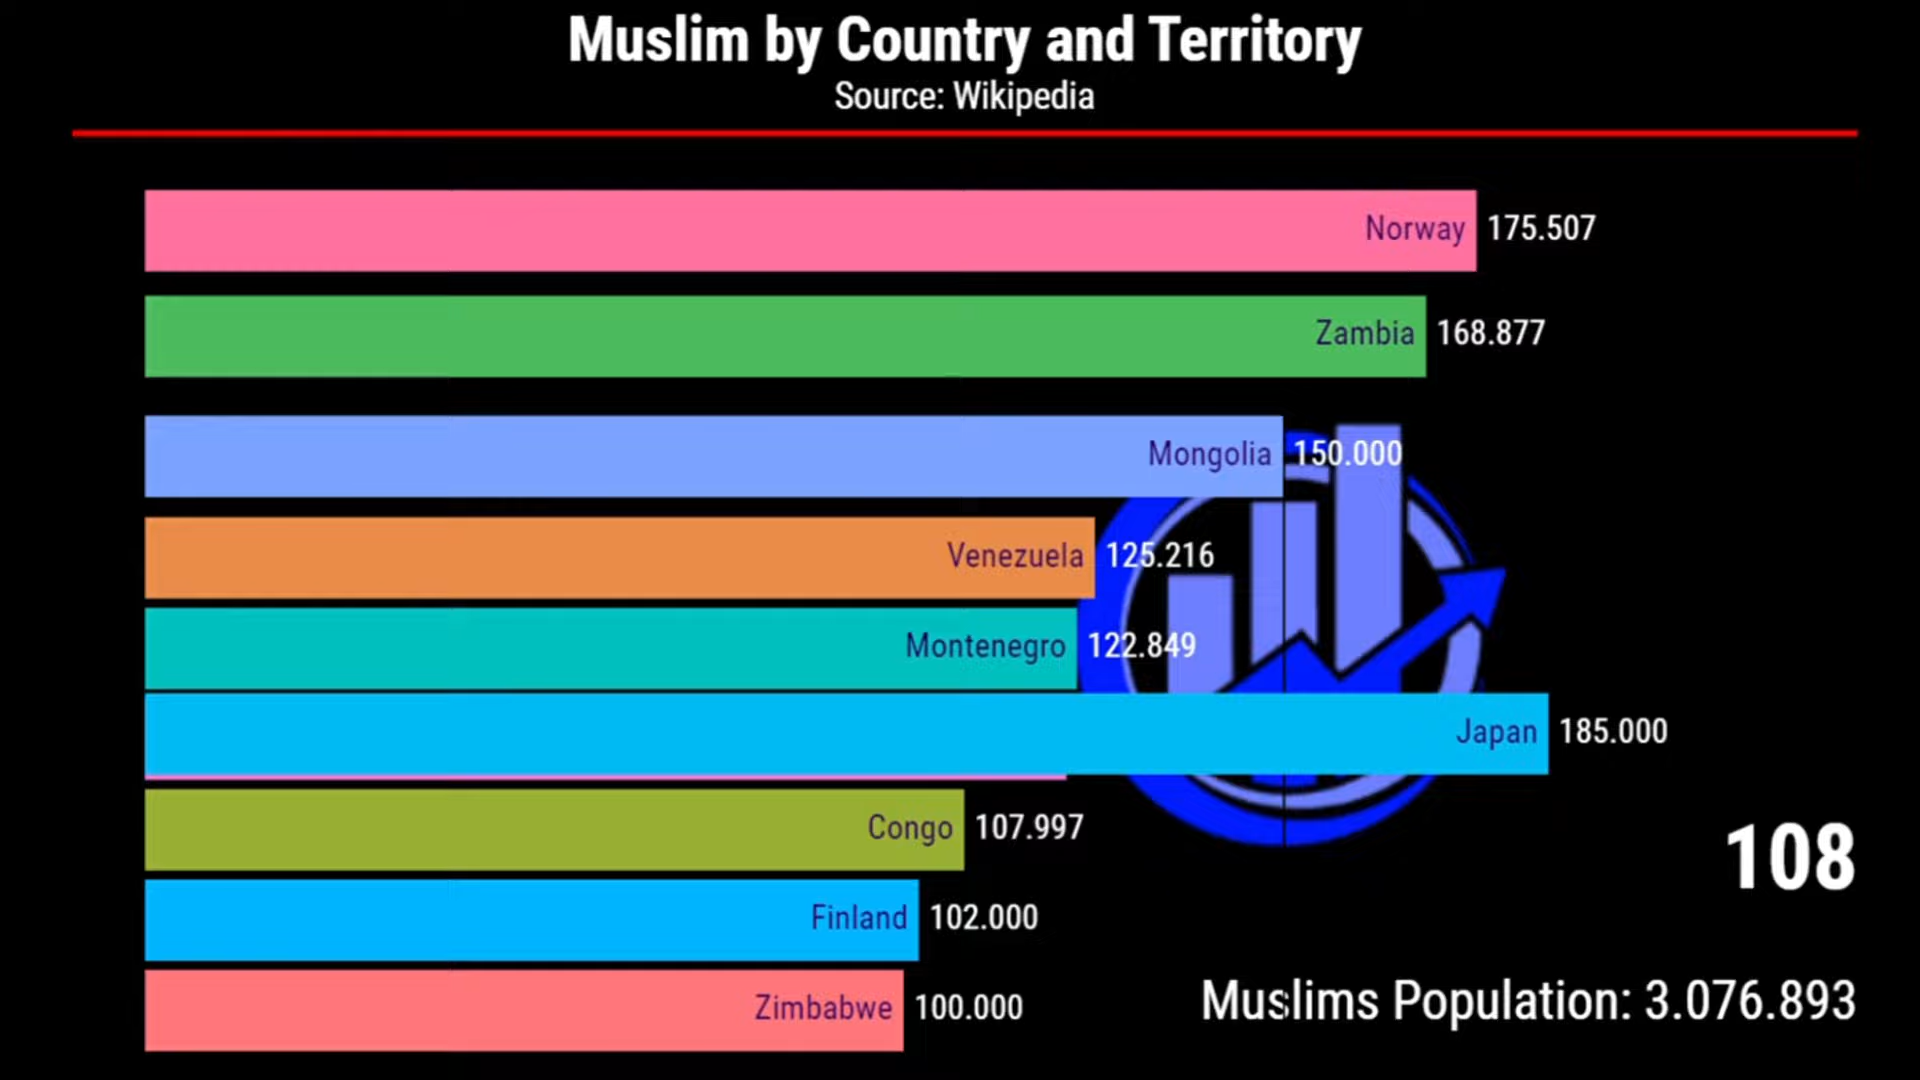 Muslim by Country and Territory
Source: Wikipedia
Norway 175.507
Zambia 168.877
Mongolia 150.000
Venezuela 125.216
Montenegro 122.849
Japan 185.000
Congo 107.997
108
Finland 102.000
Muslims Population: 3.076.893
Zimbabwe 100.000